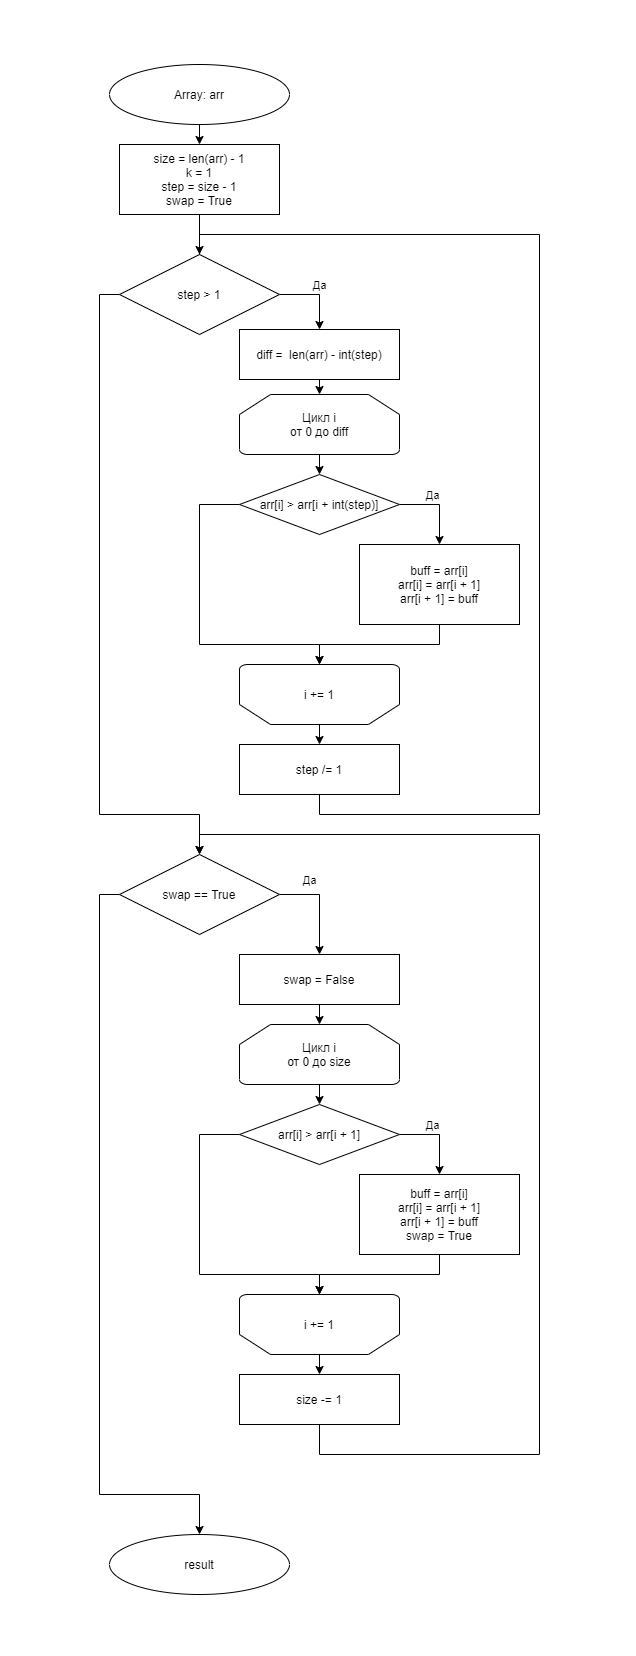 Array: arr
size = len(arr) - 1
k = 1
step = size - 1
swap = True
step > 1
Да
diff =  len(arr) - int(step)
Цикл i
от 0 до diff
arr[i] > arr[i + int(step)]
Да
buff = arr[i]
arr[i] = arr[i + 1]
arr[i + 1] = buff
i += 1
step /= 1
swap == True
Да
swap = False
Цикл i
от 0 до size
arr[i] > arr[i + 1]
Да
buff = arr[i]
arr[i] = arr[i + 1]
arr[i + 1] = buff
swap = True
i += 1
size -= 1
result